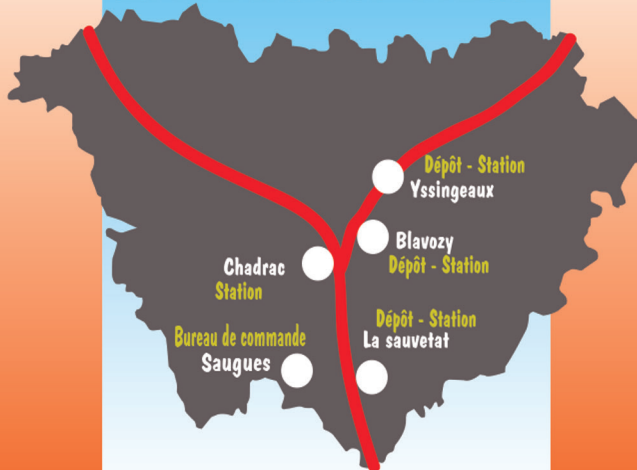 Dépôt - Station
Yssingeaux
Blavozy
Dépôt - Station
Chadrac
Station
Dépôt - Station
La sauvetat
Bureau de commande
Saugues